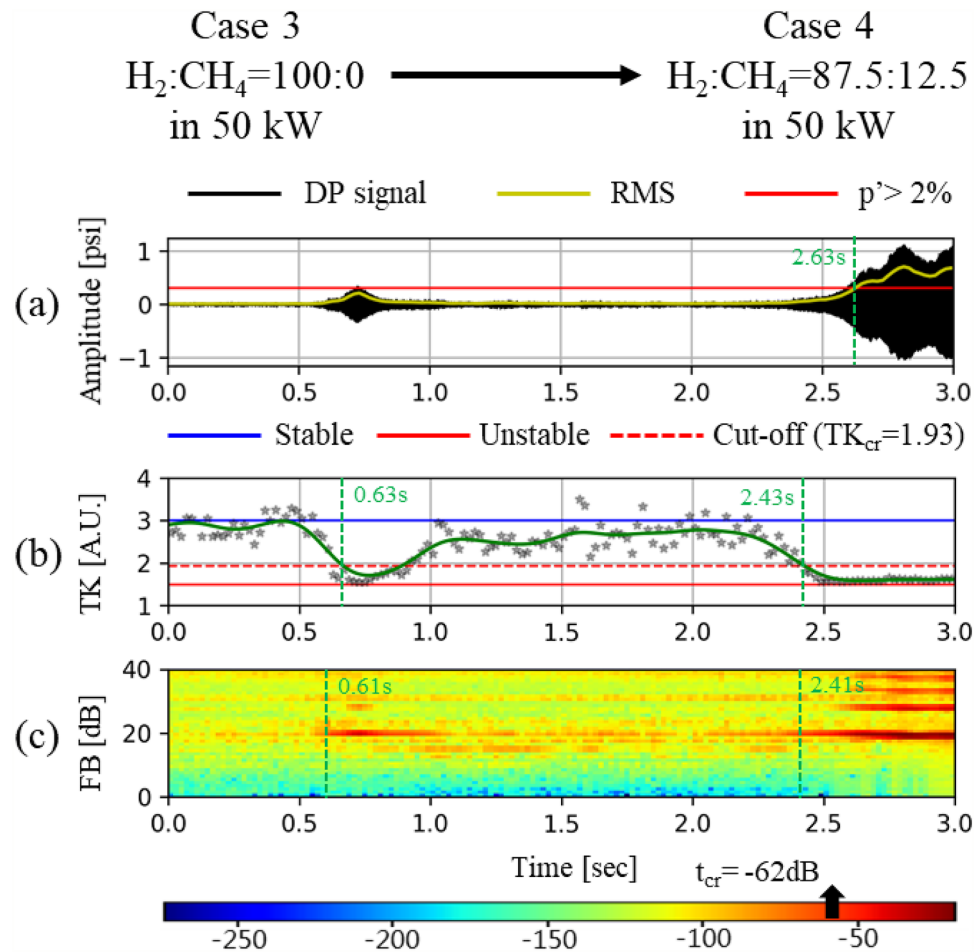 Case 3 Case 4
H₂:CH₄=100:0 H₂:CH₄=87.5:12.5
in 50 kW in 50 kW
DP signal RMS p'> 2%
(a)
Amplitude [psi]
1
0
−1
2.63s
0.0 0.5 1.0 1.5 2.0 2.5 3.0
Stable Unstable Cut-off (TK_cr=1.93)
(b)
TK [A.U.]
4
3
2
1
0.63s 2.43s
0.0 0.5 1.0 1.5 2.0 2.5 3.0
(c)
FB [dB]
40
20
0
0.61s 2.41s
0.0 0.5 1.0 1.5 2.0 2.5 3.0
Time [sec] t_cr= -62dB
-250 -200 -150 -100 -50